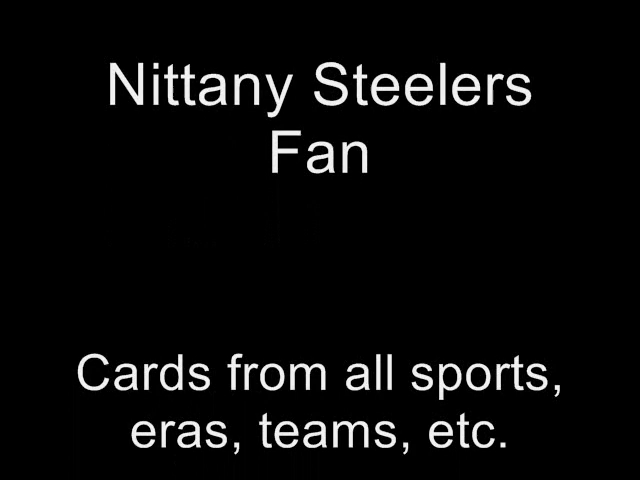 Nittany Steelers
Fan
Cards from all sports,
eras, teams, etc.